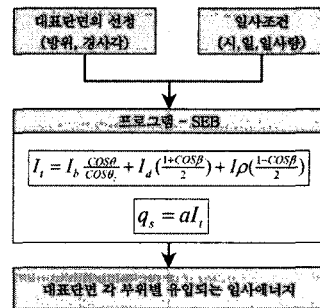 대표단면의 선정
(방위, 경사각)
일사조건
(시,일,일사량)
프로그램 - SEB
I_t = I_b cosθ/cosθ_z + I_d((1+cosβ)/2) + Iρ((1-cosβ)/2)
q_s = aI_t
대표단면 각 부위별 유입되는 일사에너지